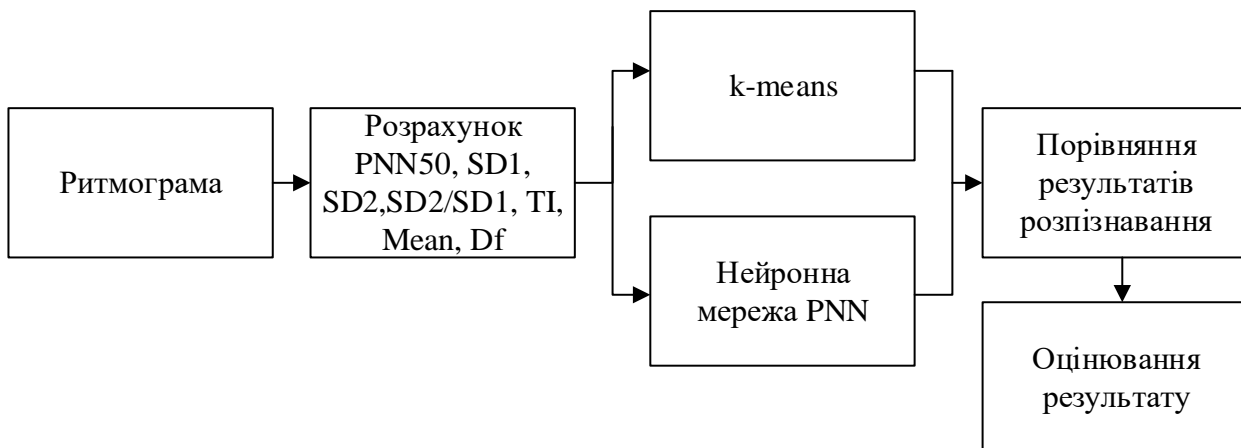 Ритмограма
Розрахунок
PNN50, SD1,
SD2,SD2/SD1, TI,
Mean, Df
k-means
Нейронна
мережа PNN
Порівняння
результатів
розпізнавання
Оцінювання
результату